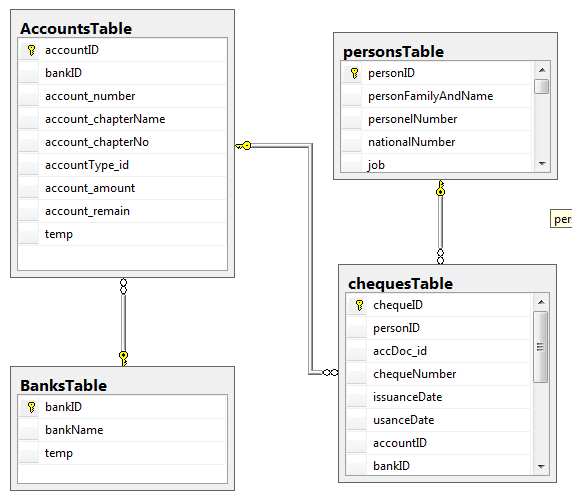 AccountsTable
accountID
bankID
account_number
account_chapterName
account_chapterNo
accountType_id
account_amount
account_remain
temp
personsTable
personID
personFamilyAndName
personelNumber
nationalNumber
job
per
chequesTable
chequeID
personID
accDoc_id
chequeNumber
issuanceDate
usanceDate
accountID
bankID
BanksTable
bankID
bankName
temp